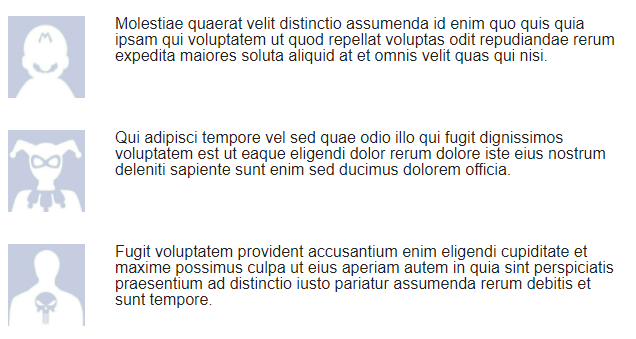 Molestiae quaerat velit distinctio assumenda id enim quo quis quia
ipsam qui voluptatem ut quod repellat voluptas odit repudiandae rerum
expedita maiores soluta aliquid at et omnis velit quas qui nisi.
Qui adipisci tempore vel sed quae odio illo qui fugit dignissimos
voluptatem est ut eaque eligendi dolor rerum dolore iste eius nostrum
deleniti sapiente sunt enim sed ducimus dolorem officia.
Fugit voluptatem provident accusantium enim eligendi cupiditate et
maxime possimus culpa ut eius aperiam autem in quia sint perspiciatis
praesentium ad distinctio iusto pariatur assumenda rerum debitis et
sunt tempore.